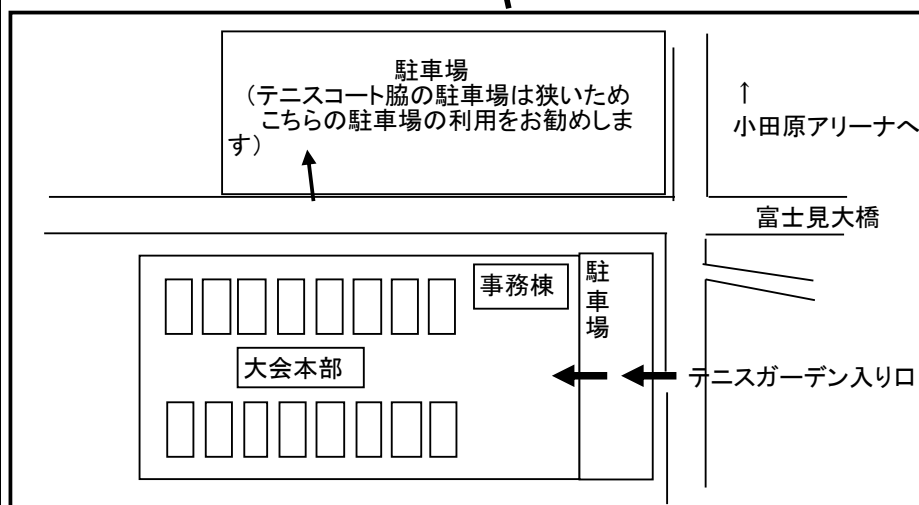 駐車場
（テニスコート脇の駐車場は狭いため
こちらの駐車場の利用をお勧めしま
す）
↑
小田原アリーナへ
富士見大橋
事務棟
駐車場
大会本部
テニスガーデン入り口